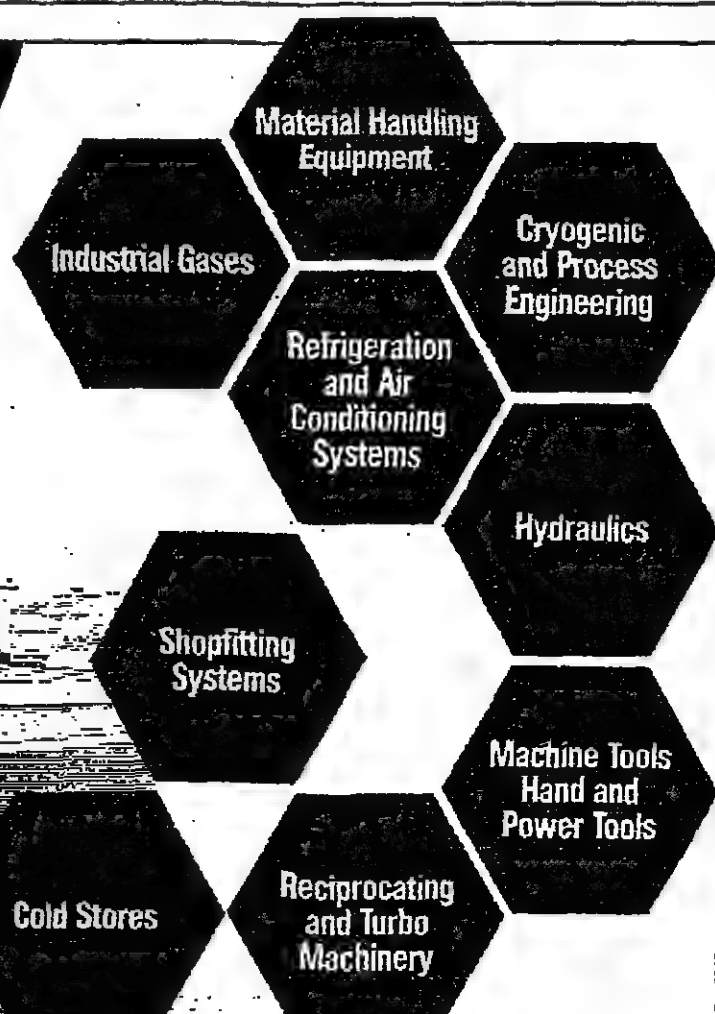 Material Handling
Equipment
Industrial Gases
Cryogenic
and Process
Engineering
Refrigeration
and Air
Conditioning
Systems
Hydraulics
Shopfitting
Systems
Machine Tools
Hand and
Power Tools
Cold Stores
Reciprocating
and Turbo
Machinery